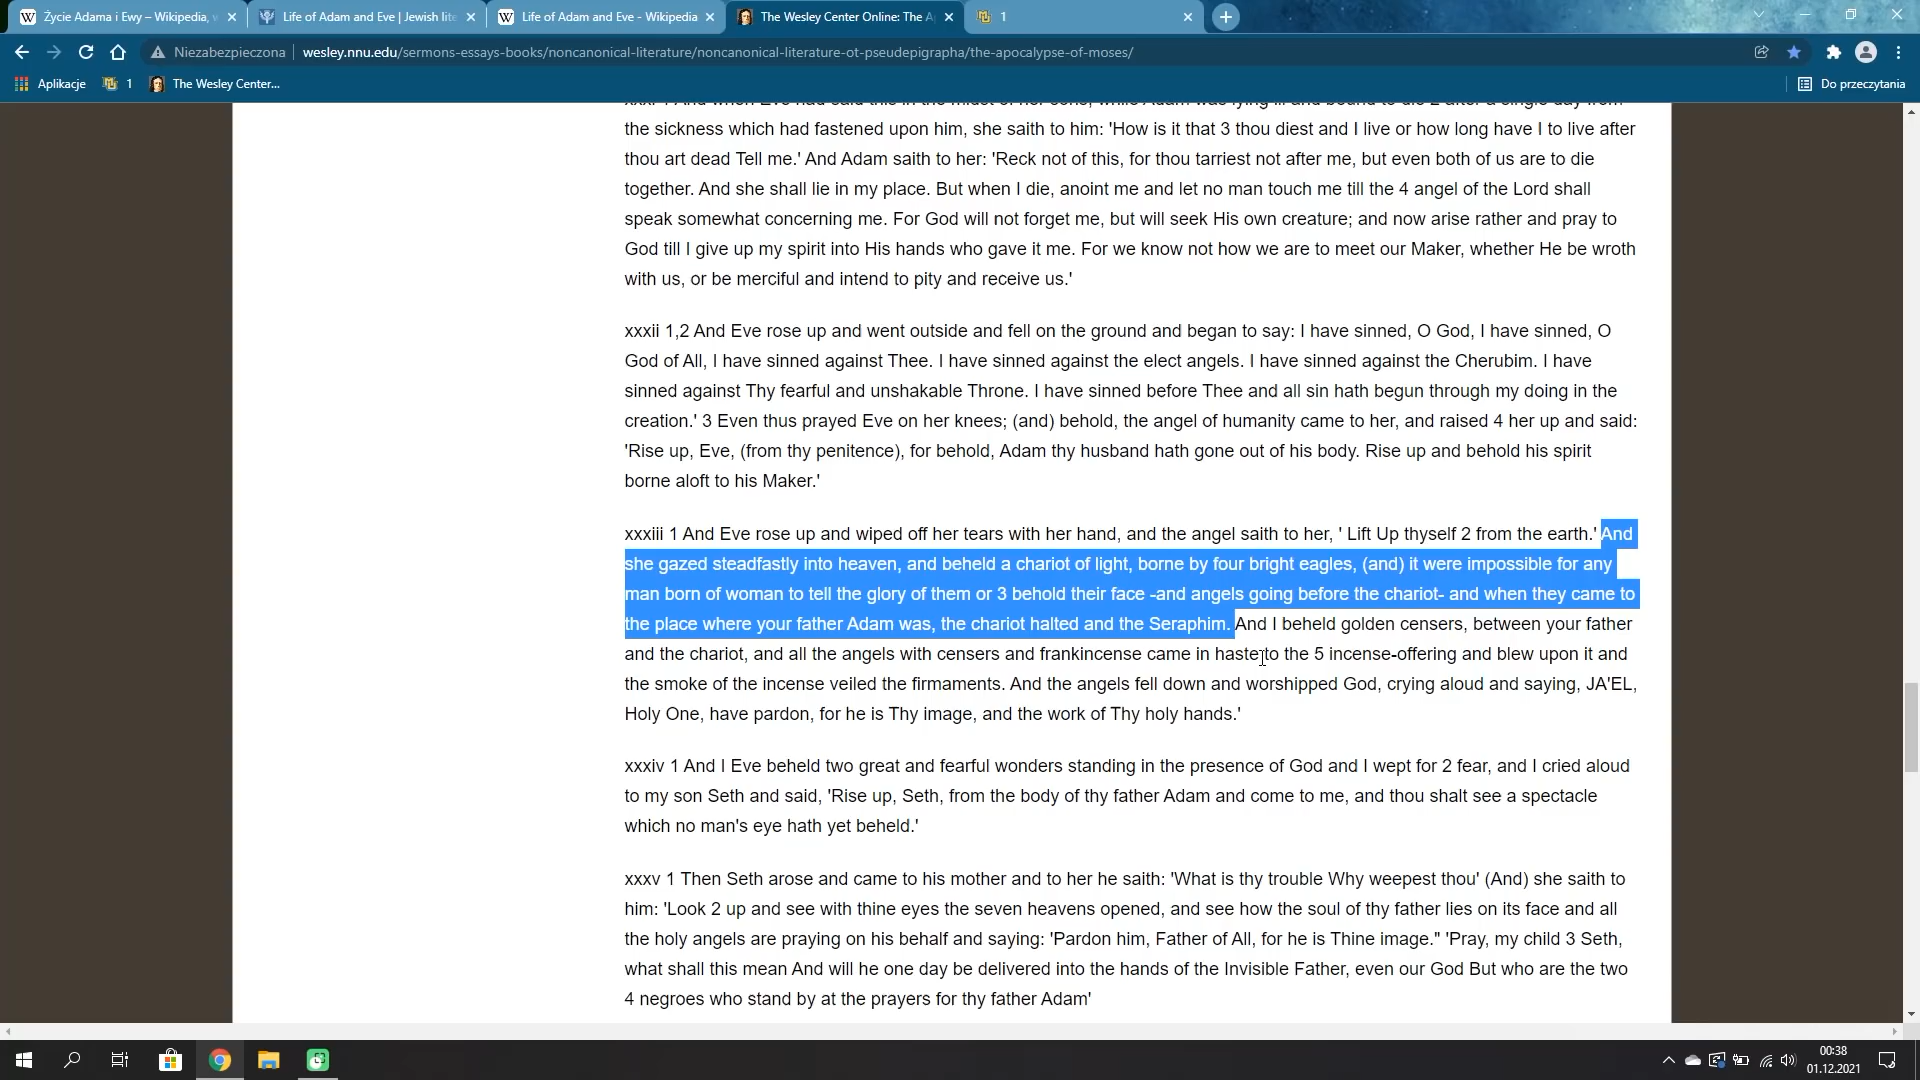 Życie Adama i Ewy – Wikipedia,
Life of Adam and Eve | Jewish lite
Life of Adam and Eve - Wikipedia
The Wesley Center Online: The A
1
Niezabezpieczona
wesley.nnu.edu/sermons-essays-books/noncanonical-literature/noncanonical-literature-ot-pseudepigrapha/the-apocalypse-of-moses/
Aplikacje
1
The Wesley Center...
Do przeczytania
xxxi 1 And when Eve had said this in the midst of her sons, while Adam was lying ill and bound to die 2 after a single day from
the sickness which had fastened upon him, she saith to him: 'How is it that 3 thou diest and I live or how long have I to live after
thou art dead Tell me.' And Adam saith to her: 'Reck not of this, for thou tarriest not after me, but even both of us are to die
together. And she shall lie in my place. But when I die, anoint me and let no man touch me till the 4 angel of the Lord shall
speak somewhat concerning me. For God will not forget me, but will seek His own creature; and now arise rather and pray to
God till I give up my spirit into His hands who gave it me. For we know not how we are to meet our Maker, whether He be wroth
with us, or be merciful and intend to pity and receive us.'
xxxii 1,2 And Eve rose up and went outside and fell on the ground and began to say: I have sinned, O God, I have sinned, O
God of All, I have sinned against Thee. I have sinned against the elect angels. I have sinned against the Cherubim. I have
sinned against Thy fearful and unshakable Throne. I have sinned before Thee and all sin hath begun through my doing in the
creation.' 3 Even thus prayed Eve on her knees; (and) behold, the angel of humanity came to her, and raised 4 her up and said:
'Rise up, Eve, (from thy penitence), for behold, Adam thy husband hath gone out of his body. Rise up and behold his spirit
borne aloft to his Maker.'
xxxiii 1 And Eve rose up and wiped off her tears with her hand, and the angel saith to her, ' Lift Up thyself 2 from the earth.' And
she gazed steadfastly into heaven, and beheld a chariot of light, borne by four bright eagles, (and) it were impossible for any
man born of woman to tell the glory of them or 3 behold their face -and angels going before the chariot- and when they came to
the place where your father Adam was, the chariot halted and the Seraphim. And I beheld golden censers, between your father
and the chariot, and all the angels with censers and frankincense came in haste to the 5 incense-offering and blew upon it and
the smoke of the incense veiled the firmaments. And the angels fell down and worshipped God, crying aloud and saying, JA'EL,
Holy One, have pardon, for he is Thy image, and the work of Thy holy hands.'
xxxiv 1 And I Eve beheld two great and fearful wonders standing in the presence of God and I wept for 2 fear, and I cried aloud
to my son Seth and said, 'Rise up, Seth, from the body of thy father Adam and come to me, and thou shalt see a spectacle
which no man's eye hath yet beheld.'
xxxv 1 Then Seth arose and came to his mother and to her he saith: 'What is thy trouble Why weepest thou' (And) she saith to
him: 'Look 2 up and see with thine eyes the seven heavens opened, and see how the soul of thy father lies on its face and all
the holy angels are praying on his behalf and saying: 'Pardon him, Father of All, for he is Thine image." 'Pray, my child 3 Seth,
what shall this mean And will he one day be delivered into the hands of the Invisible Father, even our God But who are the two
4 negroes who stand by at the prayers for thy father Adam'
00:38
01.12.2021